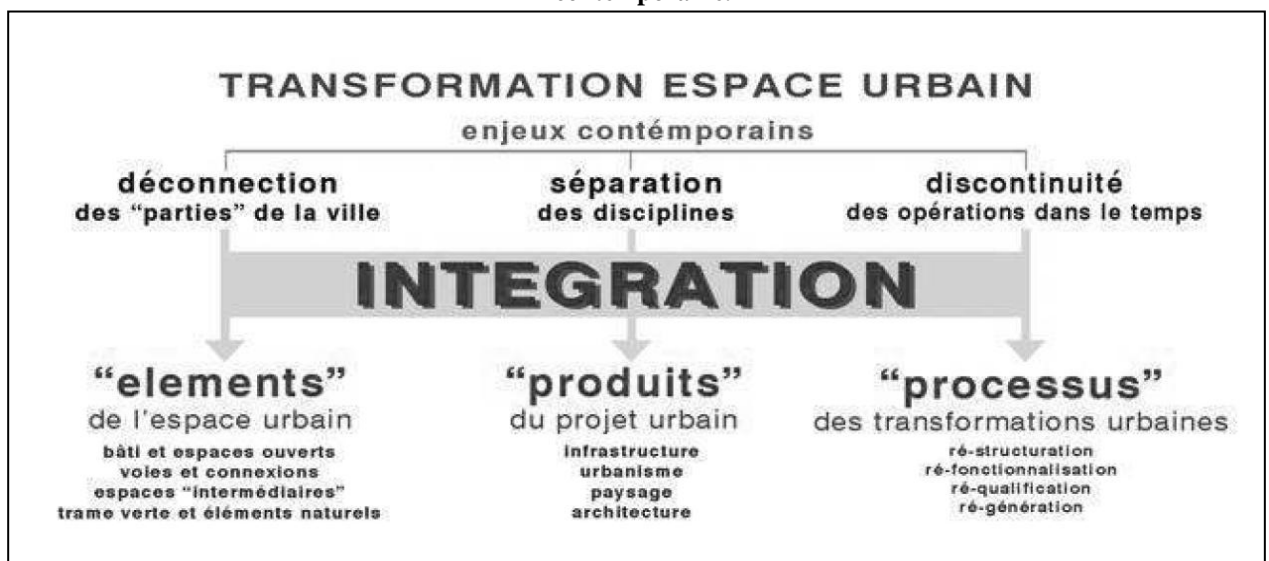 TRANSFORMATION ESPACE URBAIN
enjeux contémporains
déconnection
des “parties” de la ville
séparation
des disciplines
discontinuité
des opérations dans le temps
INTEGRATION
“elements”
de l'espace urbain
bâti et espaces ouverts
voies et connexions
espaces “intermédiaires”
trame verte et éléments naturels
“produits”
du projet urbain
infrastructure
urbanisme
paysage
architecture
“processus”
des transformations urbaines
ré-structuration
ré-fonctionnalisation
ré-qualification
ré-génération